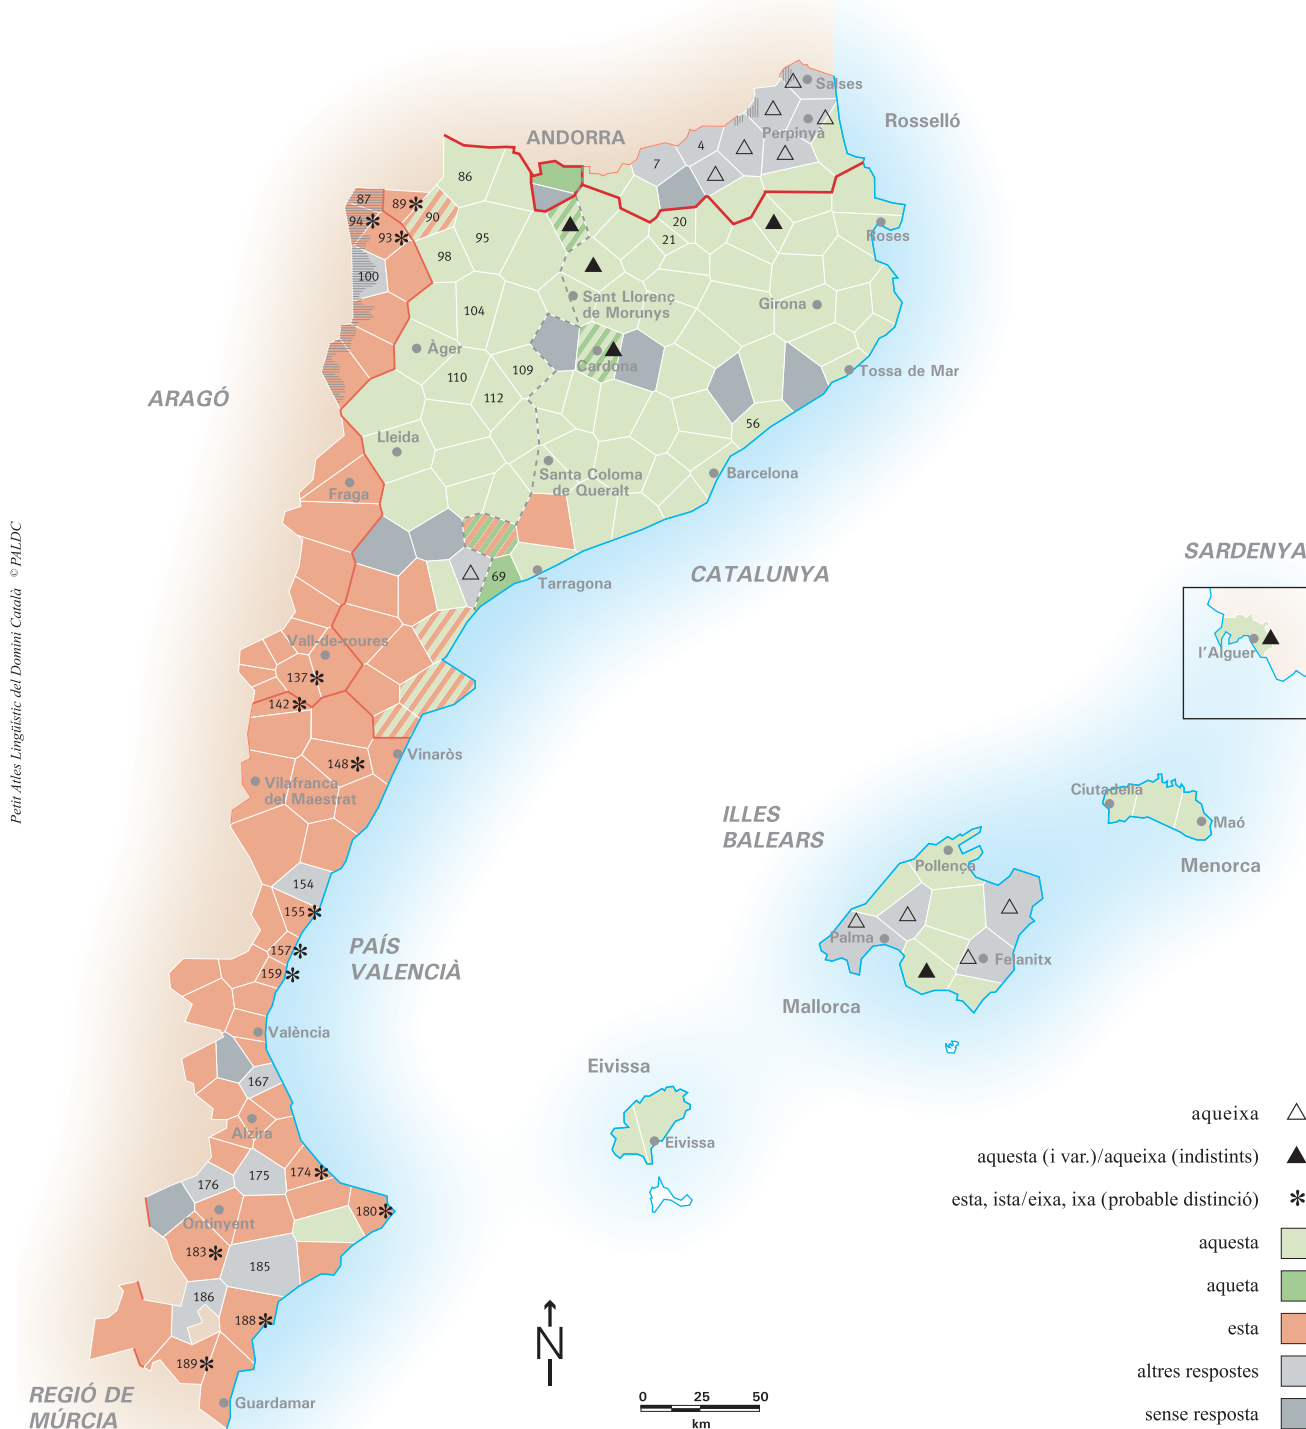 Salses
Rosselló
ANDORRA
Perpinyà
4
7
86
87
89
90
94
93
95
98
100
20
21
Roses
Sant Llorenç
de Morunys
Girona
104
Àger
Cardona
109
110
112
Tossa de Mar
ARAGÓ
56
Lleida
Santa Coloma
de Queralt
Barcelona
Fraga
Petit Atles Lingüístic del Domini Català © PALDC
SARDENYA
CATALUNYA
69
Tarragona
l'Alguer
Vall-de-roures
137
142
148
Vinaròs
Vilafranca
del Maestrat
Ciutadella
Maó
Menorca
ILLES
BALEARS
Pollença
Palma
Felanitx
Mallorca
154
155
157
159
PAÍS
VALENCIÀ
València
167
Alzira
Eivissa
Eivissa
174
175
176
180
Ontinyent
183
185
186
188
189
Guardamar
REGIÓ DE
MÚRCIA
N
0 25 50
km
aqueixa
aquesta (i var.)/aqueixa (indistints)
esta, ista/eixa, ixa (probable distinció)
aquesta
aqueta
esta
altres respostes
sense resposta